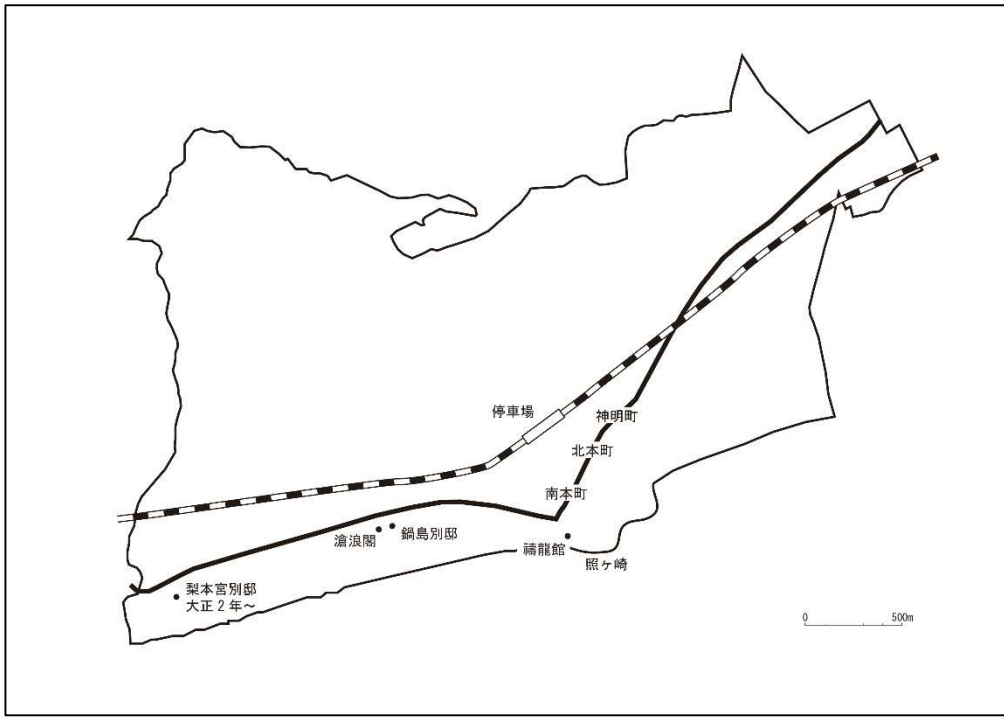 停車場
神明町
北本町
南本町
滄浪閣
鍋島別邸
禱龍館
照ヶ崎
梨本宮別邸
大正2年～
0
500m